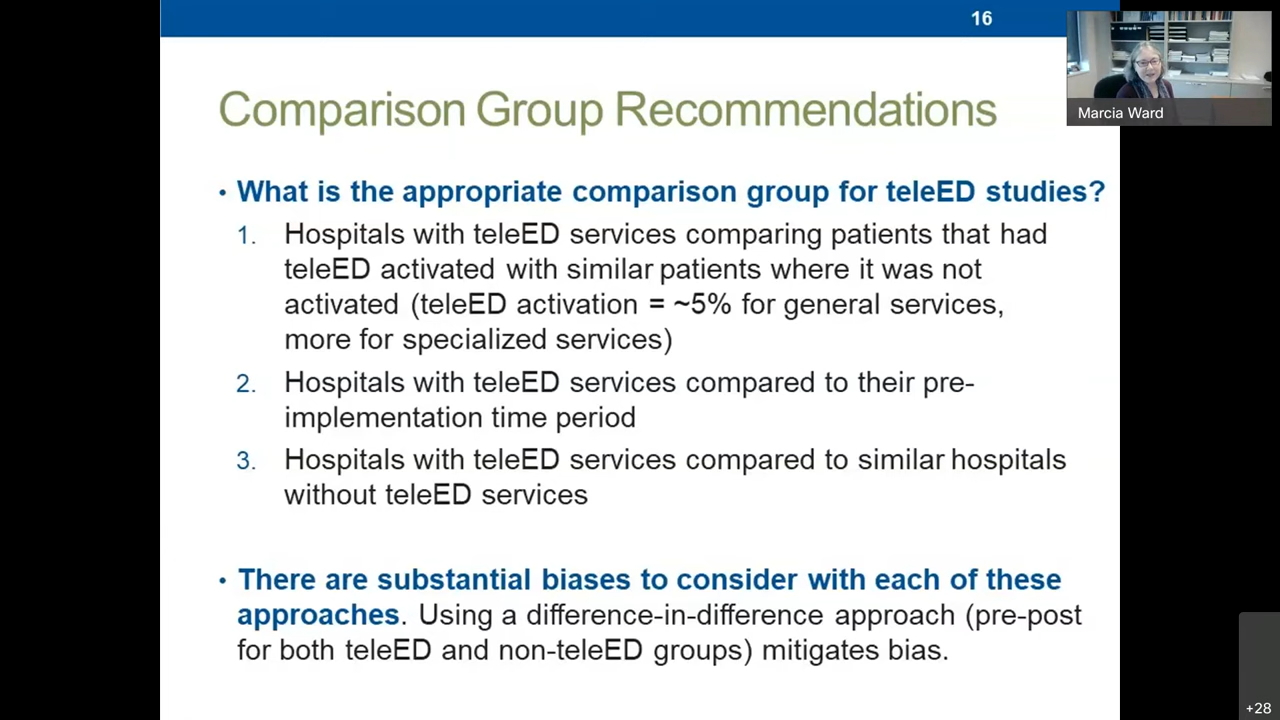 16
Marcia Ward
Comparison Group Recommendations
• What is the appropriate comparison group for teleED studies?
1. Hospitals with teleED services comparing patients that had
teleED activated with similar patients where it was not
activated (teleED activation = ~5% for general services,
more for specialized services)
2. Hospitals with teleED services compared to their pre-
implementation time period
3. Hospitals with teleED services compared to similar hospitals
without teleED services
• There are substantial biases to consider with each of these
approaches. Using a difference-in-difference approach (pre-post
for both teleED and non-teleED groups) mitigates bias.
+28